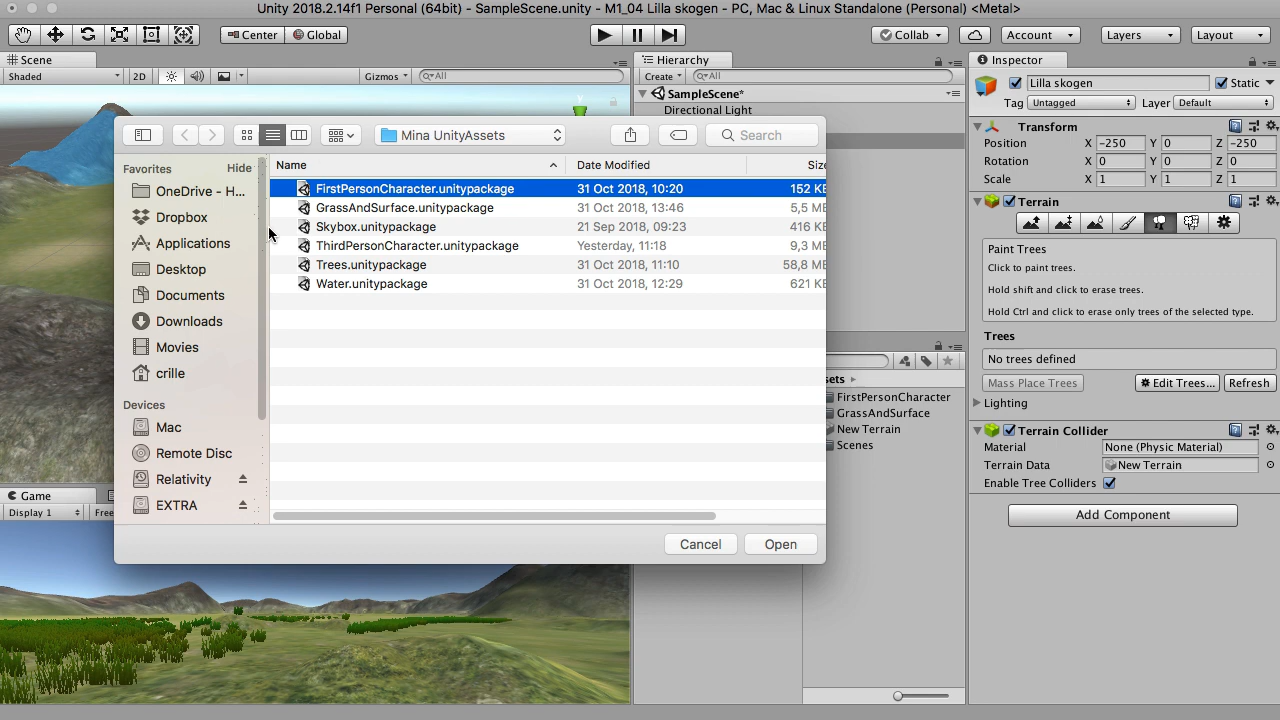 Unity 2018.2.14f1 Personal (64bit) - SampleScene.unity - M1_04 Lilla skogen - PC, Mac & Linux Standalone (Personal) <Metal>
Center Global Collab Account Layers Layout
Scene
Shaded 2D Gizmos All
Hierarchy
Create All
SampleScene*
Directional Light
Inspector
Lilla skogen Static
Tag Untagged Layer Default
Transform
Position X -250 Y 0 Z -250
Rotation X 0 Y 0 Z 0
Scale X 1 Y 1 Z 1
Terrain
Paint Trees
Click to paint trees.
Hold shift and click to erase trees.
Hold Ctrl and click to erase only trees of the selected type.
Trees
No trees defined
Mass Place Trees Edit Trees... Refresh
Lighting
Terrain Collider
Material None (Physic Material)
Terrain Data New Terrain
Enable Tree Colliders
Add Component
Mina UnityAssets Search
Favorites Hide
OneDrive - H...
Dropbox
Applications
Desktop
Documents
Downloads
Movies
crille
Devices
Mac
Remote Disc
Relativity
EXTRA
Name Date Modified Size
FirstPersonCharacter.unitypackage 31 Oct 2018, 10:20 152 KB
GrassAndSurface.unitypackage 31 Oct 2018, 13:46 5,5 MB
Skybox.unitypackage 21 Sep 2018, 09:23 416 KB
ThirdPersonCharacter.unitypackage Yesterday, 11:18 9,3 MB
Trees.unitypackage 31 Oct 2018, 11:10 58,8 MB
Water.unitypackage 31 Oct 2018, 12:29 621 KB
Cancel Open
sets
FirstPersonCharacter
GrassAndSurface
New Terrain
Scenes
Game
Display 1 Free